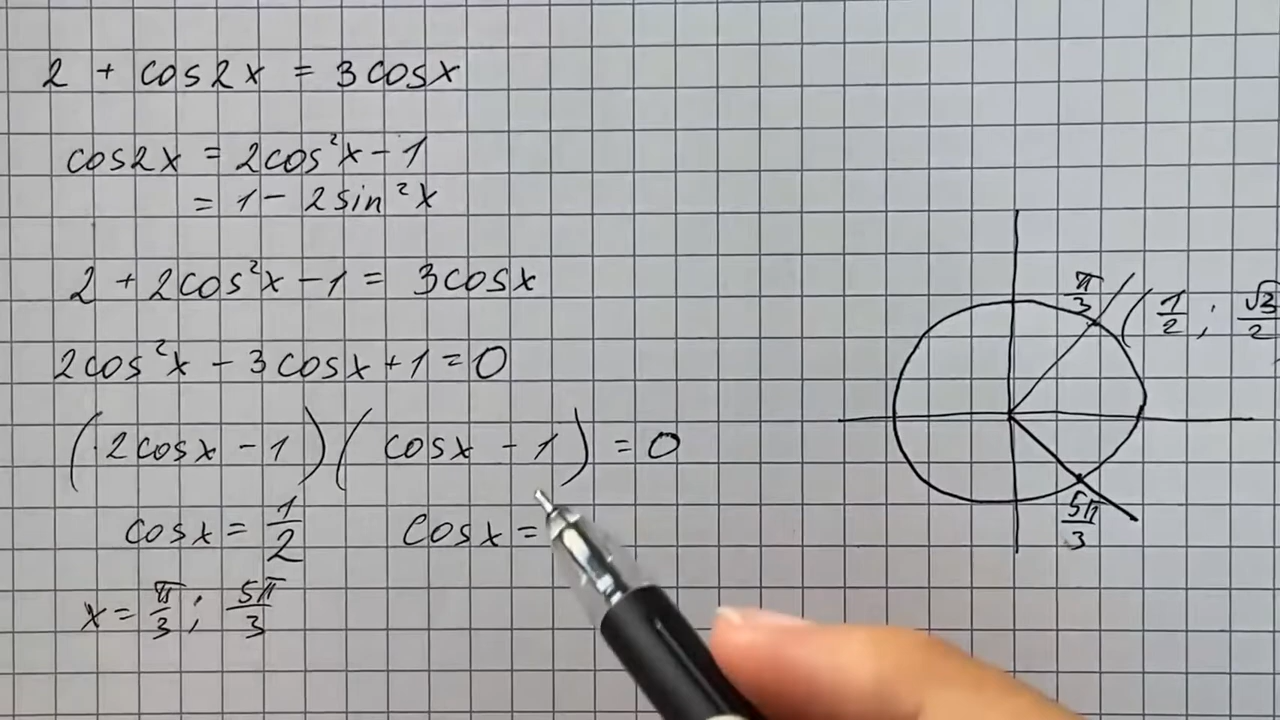 2 + cos2x = 3cosx
cos2x = 2cos²x - 1
= 1 - 2sin²x
2 + 2cos²x - 1 = 3cosx
2cos²x - 3cosx + 1 = 0
(2cosx - 1)(cosx - 1) = 0
cosx = 1/2 cosx =
x = π/3 ; 5π/3
π/3 (1/2 ; √3/2
5π/3